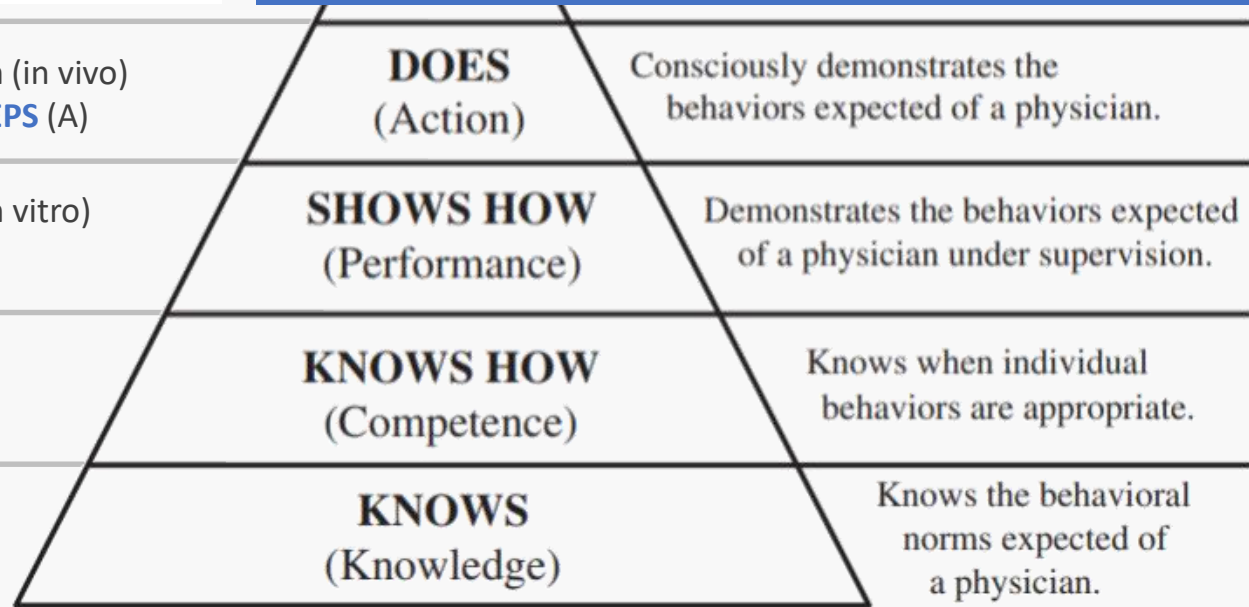 (in vivo)
(A)
DOES
(Action)
Consciously demonstrates the
behaviors expected of a physician.
vitro)
SHOWS HOW
(Performance)
Demonstrates the behaviors expected
of a physician under supervision.
KNOWS HOW
(Competence)
Knows when individual
behaviors are appropriate.
KNOWS
(Knowledge)
Knows the behavioral
norms expected of
a physician.